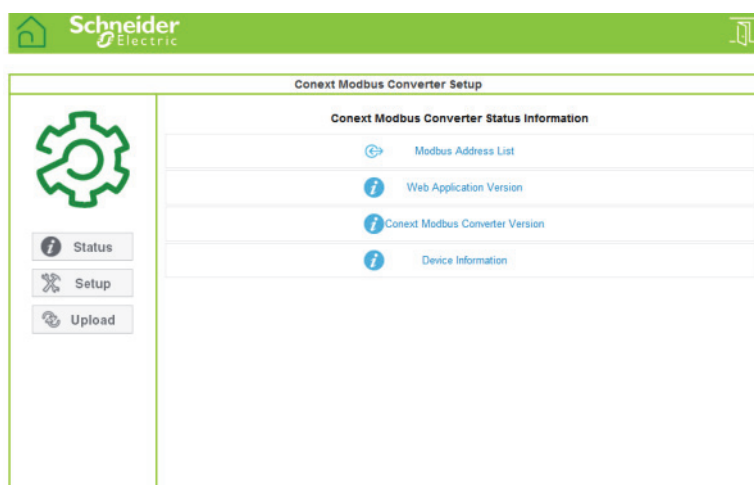 Schneider
Electric
Conext Modbus Converter Setup
Conext Modbus Converter Status Information
Modbus Address List
Web Application Version
Conext Modbus Converter Version
Device Information
Status
Setup
Upload